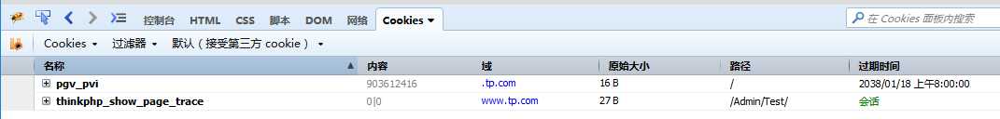 控制台 HTML CSS 脚本 DOM 网络 Cookies 在 Cookies 面板内搜索
Cookies 过滤器 默认（接受第三方 cookie）
名称 内容 域 原始大小 路径 过期时间
pgv_pvi 903612416 .tp.com 16 B / 2038/01/18 上午8:00:00
thinkphp_show_page_trace 0|0 www.tp.com 27 B /Admin/Test/ 会话